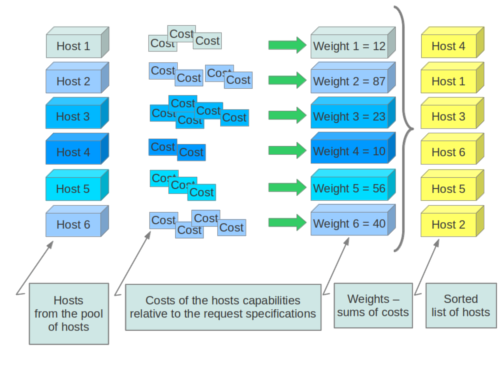 Host 1
Cost
Cost
Cost
Weight 1 = 12
Host 4
Host 2
Cost
Cost
Cost
Cost
Weight 2 = 87
Host 1
Host 3
Cost
Cost
Cost
Cost
Cost
Weight 3 = 23
Host 3
Host 4
Cost
Cost
Weight 4 = 10
Host 6
Host 5
Cost
Cost
Cost
Weight 5 = 56
Host 5
Host 6
Cost
Cost
Cost
Cost
Weight 6 = 40
Host 2
Hosts
from the pool
of hosts
Costs of the hosts capabilities
relative to the request specifications
Weights –
sums of costs
Sorted
list of hosts